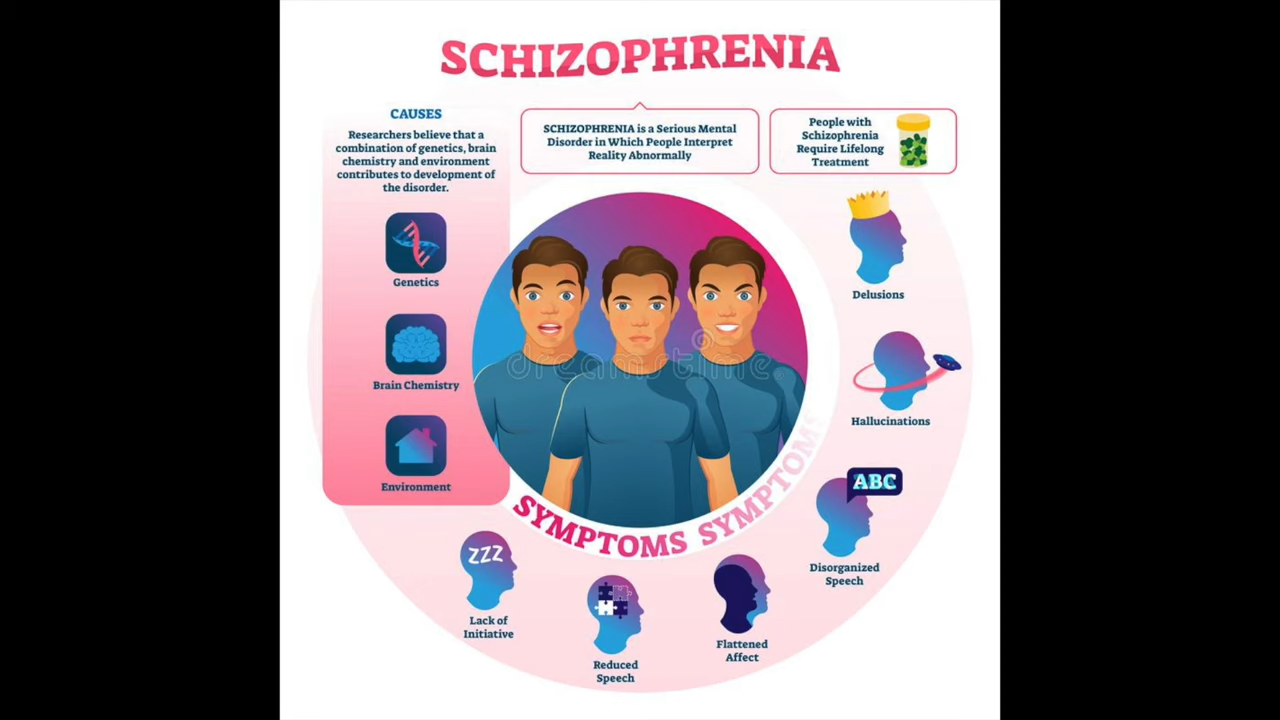 SCHIZOPHRENIA
CAUSES
Researchers believe that a
combination of genetics, brain
chemistry and environment
contributes to development of
the disorder.
Genetics
Brain Chemistry
Environment
SCHIZOPHRENIA is a Serious Mental
Disorder in Which People Interpret
Reality Abnormally
People with
Schizophrenia
Require Lifelong
Treatment
dreamstime
SYMPTOMS SYMPTOMS
Delusions
Hallucinations
ABC
Disorganized
Speech
Flattened
Affect
Reduced
Speech
ZZZ
Lack of
Initiative